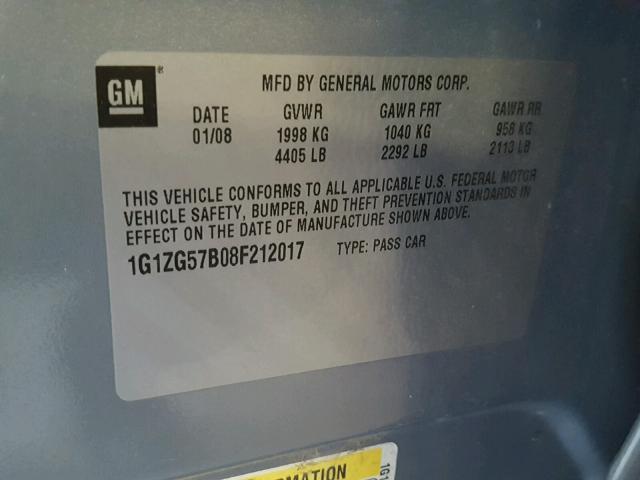 GM®
MFD BY GENERAL MOTORS CORP.
DATE GVWR GAWR FRT GAWR RR
01/08 1998 KG 1040 KG 958 KG
4405 LB 2292 LB 2113 LB
THIS VEHICLE CONFORMS TO ALL APPLICABLE U.S. FEDERAL MOTOR
VEHICLE SAFETY, BUMPER, AND THEFT PREVENTION STANDARDS IN
EFFECT ON THE DATE OF MANUFACTURE SHOWN ABOVE.
1G1ZG57B08F212017 TYPE: PASS CAR